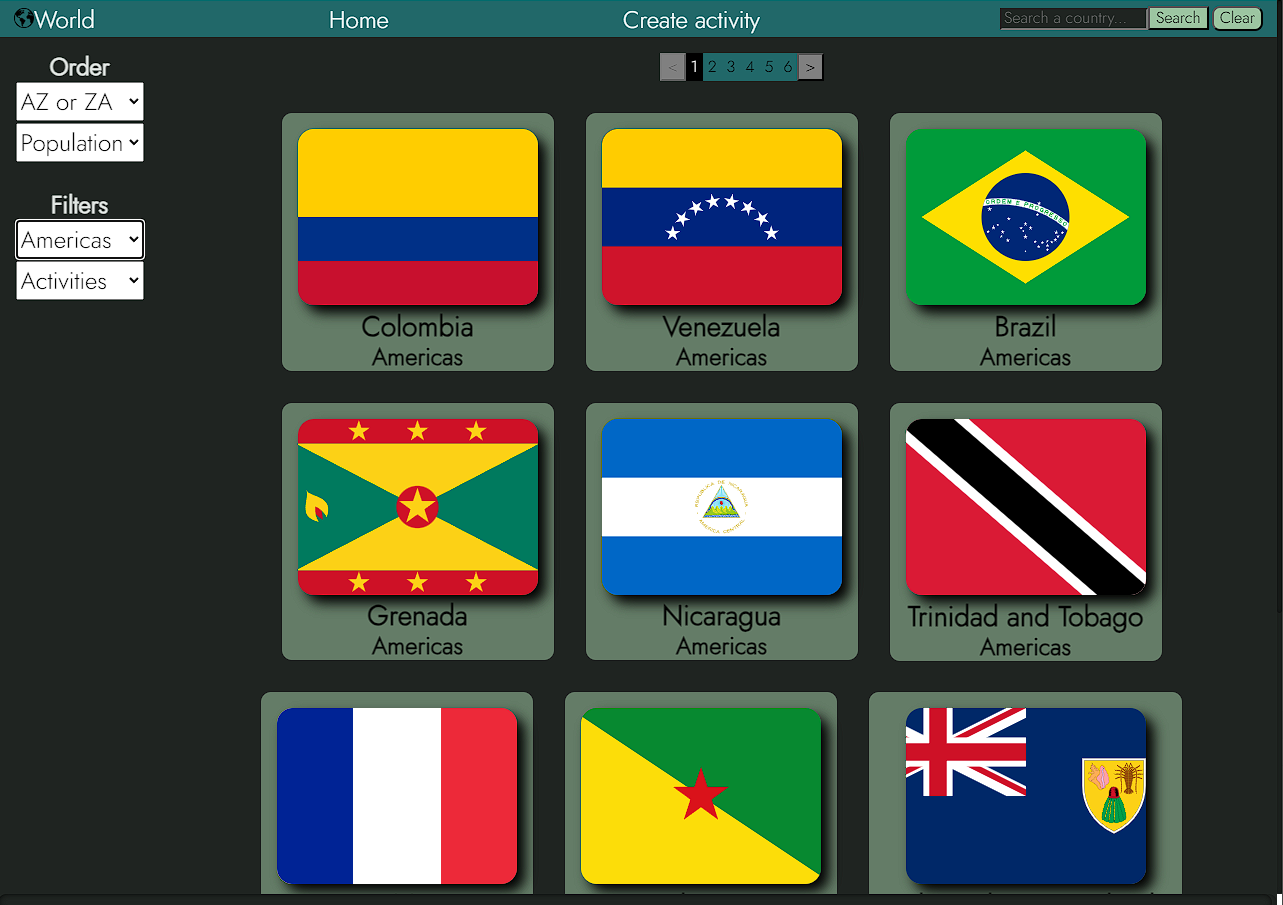 World
Home
Create activity
Search a country...
Search
Clear
Order
AZ or ZA
Population
Filters
Americas
Activities
< 1 2 3 4 5 6 >
Colombia
Americas
Venezuela
Americas
ORDEM E PROGRESSO
Brazil
Americas
Grenada
Americas
REPUBLICA DE NICARAGUA
AMERICA CENTRAL
Nicaragua
Americas
Trinidad and Tobago
Americas